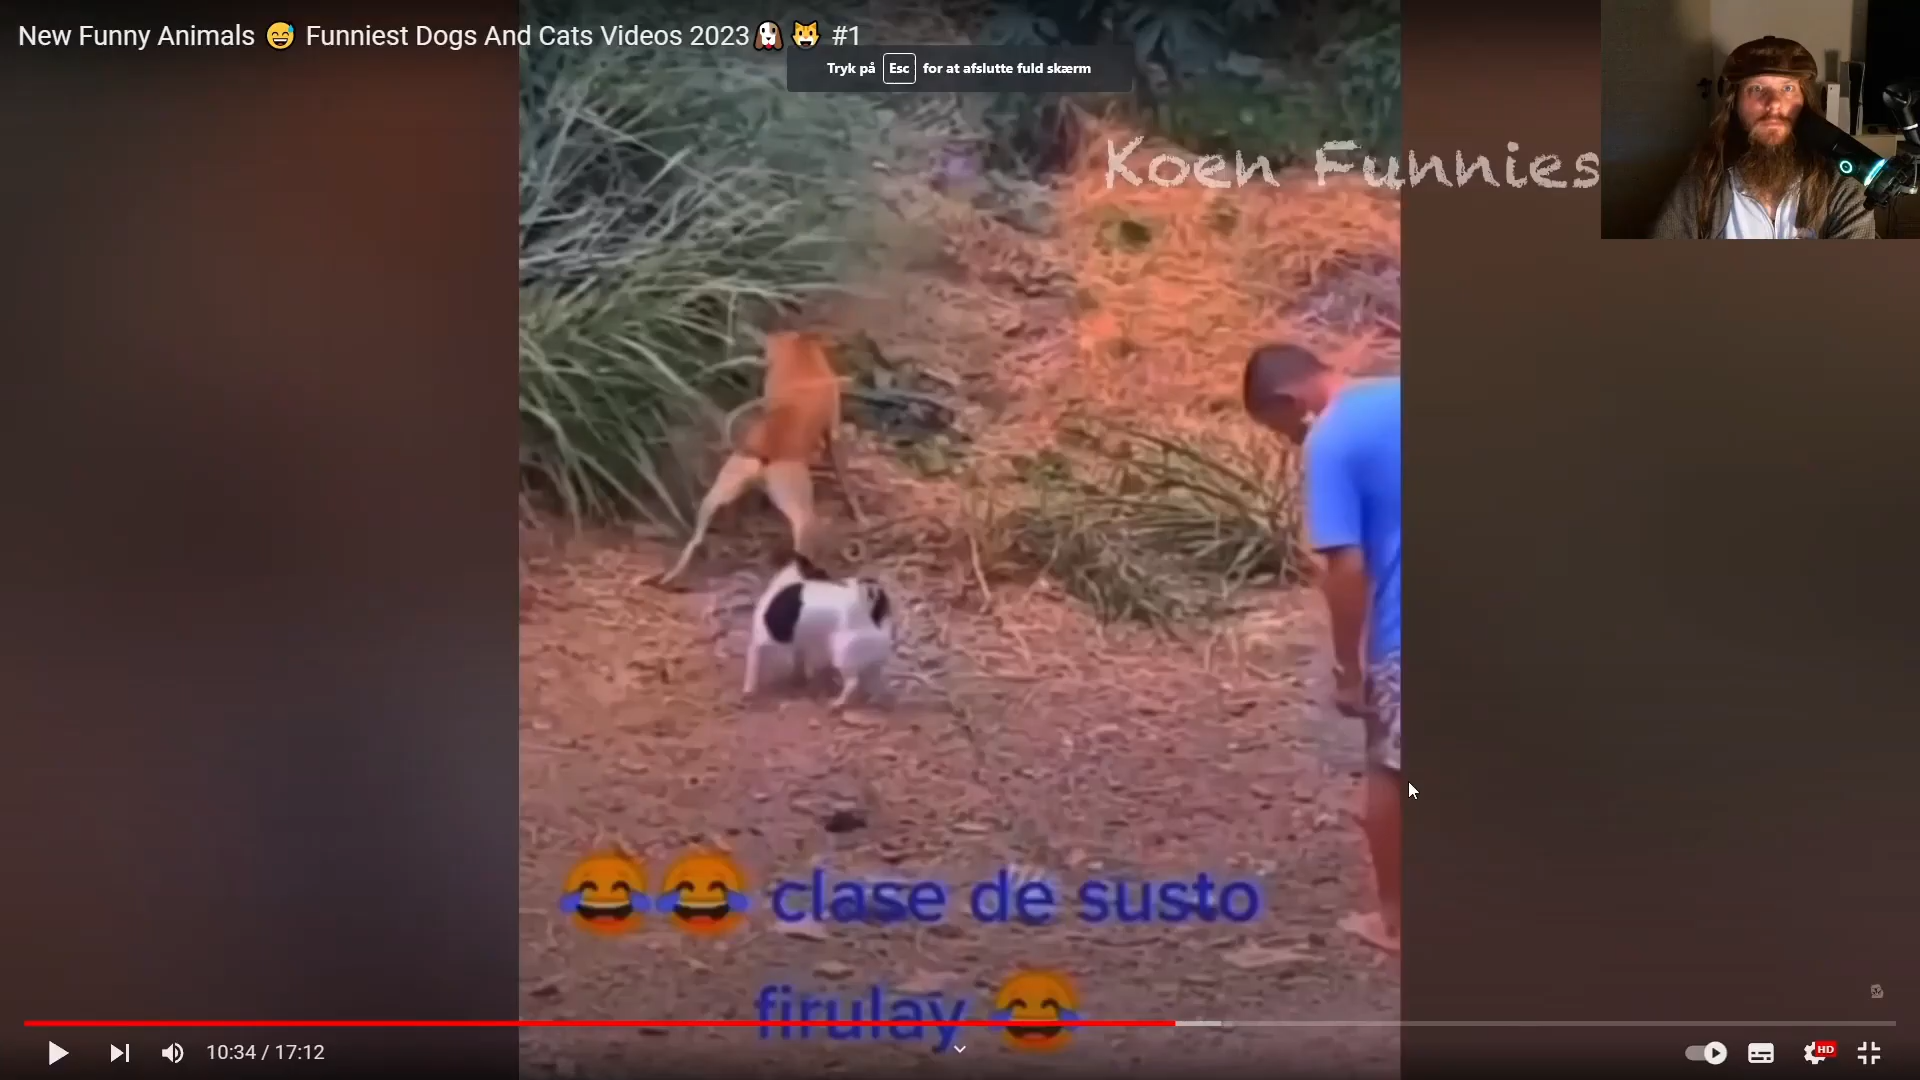 New Funny Animals 😅 Funniest Dogs And Cats Videos 2023🐶😺 #1
Tryk på Esc for at afslutte fuld skærm
Koen Funnies
😂😂 clase de susto
firulay 😂
10:34 / 17:12
HD